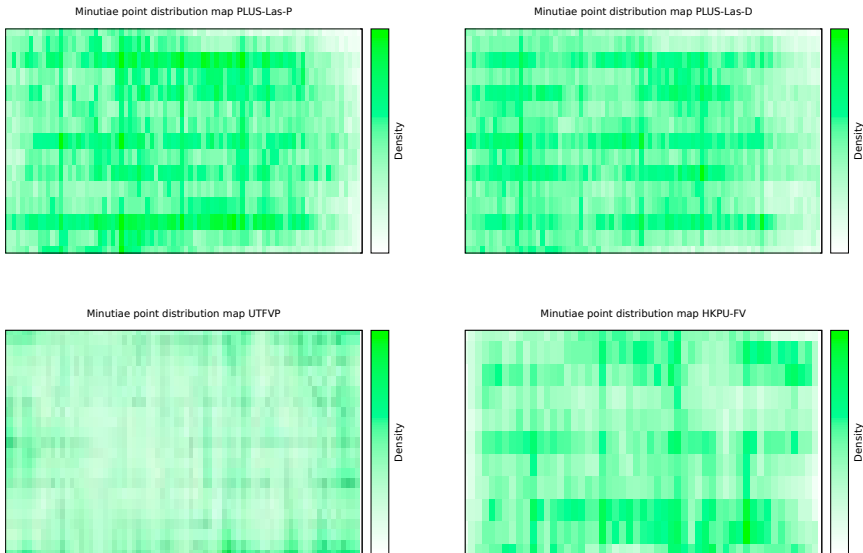 Minutiae point distribution map PLUS-Las-P
Density
Minutiae point distribution map PLUS-Las-D
Density
Minutiae point distribution map UTFVP
Density
Minutiae point distribution map HKPU-FV
Density